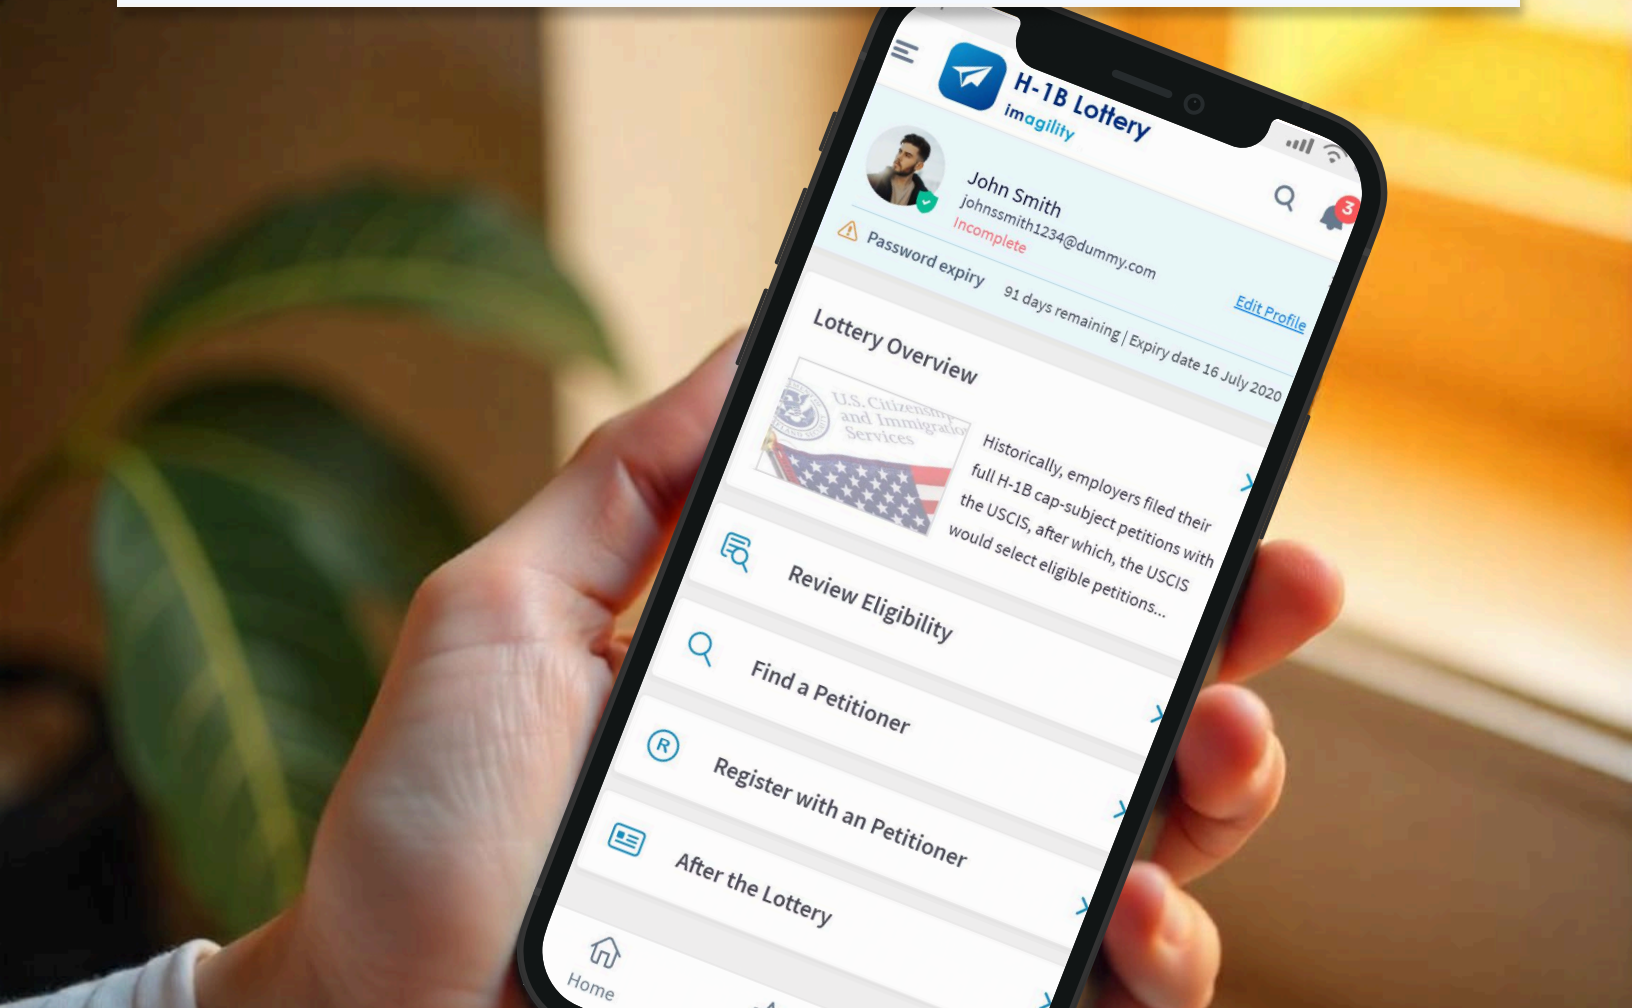 H-1B Lottery
imagility
3
John Smith
johnssmith1234@dummy.com
Incomplete
Edit Profile
Password expiry
91 days remaining | Expiry date 16 July 2020
Lottery Overview
U.S. Citizenship
and Immigration
Services
Historically, employers filed their
full H-1B cap-subject petitions with
the USCIS, after which, the USCIS
would select eligible petitions...
Review Eligibility
Find a Petitioner
R
Register with an Petitioner
After the Lottery
Home